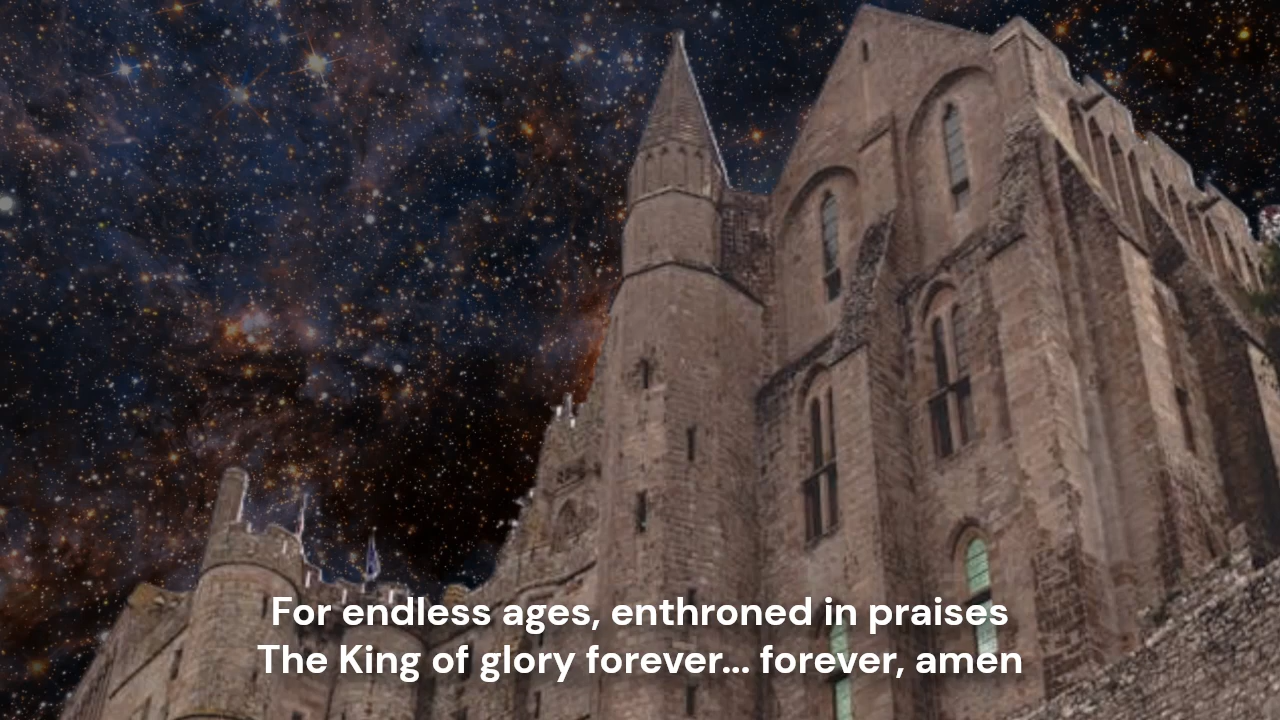 For endless ages, enthroned in praises
The King of glory forever... forever, amen